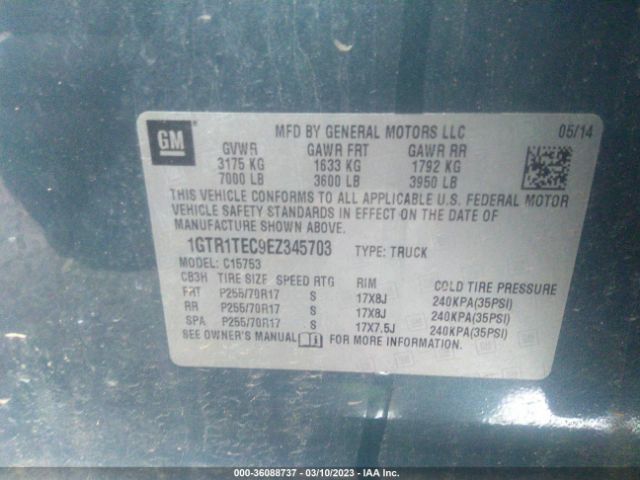 GM
MFD BY GENERAL MOTORS LLC 05/14
GVWR GAWR FRT GAWR RR
3175 KG 1633 KG 1792 KG
7000 LB 3600 LB 3950 LB
THIS VEHICLE CONFORMS TO ALL APPLICABLE U.S. FEDERAL MOTOR
VEHICLE SAFETY STANDARDS IN EFFECT ON THE DATE OF
MANUFACTURE SHOWN ABOVE.
1GTR1TEC9EZ345703 TYPE: TRUCK
MODEL: C15753
CB3H TIRE SIZE SPEED RTG RIM COLD TIRE PRESSURE
FRT P255/70R17 S 17X8J 240KPA(35PSI)
RR P255/70R17 S 17X8J 240KPA(35PSI)
SPA P255/70R17 S 17X7.5J 240KPA(35PSI)
SEE OWNER'S MANUAL FOR MORE INFORMATION.
000-36088737 - 03/10/2023 - IAA Inc.